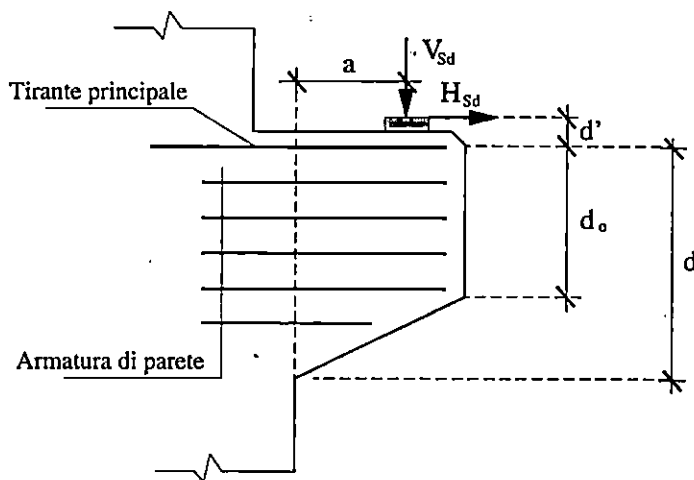 V_Sd
a
H_Sd
Tirante principale
d'
d_o
d
Armatura di parete